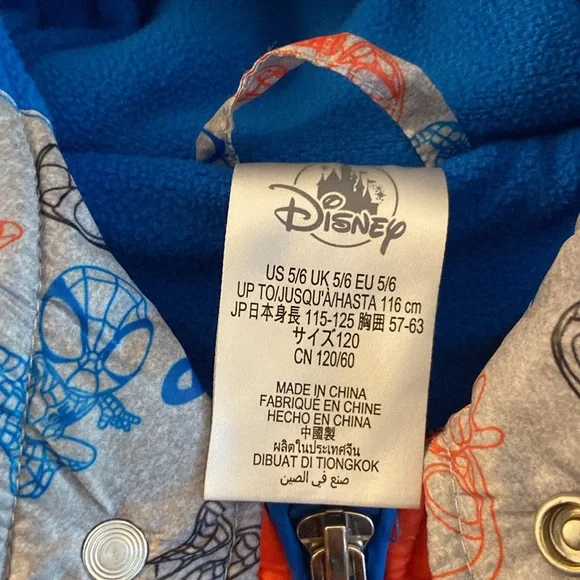 Disney
US 5/6 UK 5/6 EU 5/6
UP TO/JUSQU'À/HASTA 116 cm
JP日本身長 115-125 胸囲 57-63
サイズ120
CN 120/60
MADE IN CHINA
FABRIQUÉ EN CHINE
HECHO EN CHINA
中國製
ผลิตในประเทศจีน
DIBUAT DI TIONGKOK
صنع في الصين